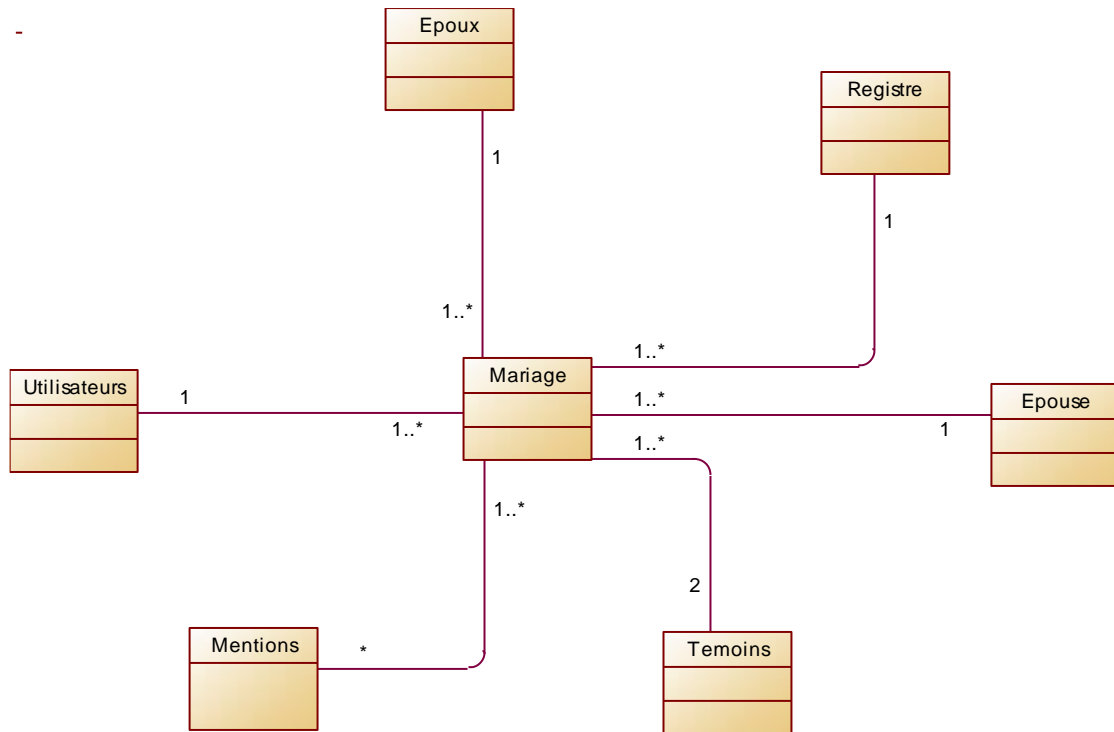 Epoux
-
Registre
1
1
1..*
1..*
Mariage
Utilisateurs
1
1..*
Epouse
1..*
1
1..*
1..*
2
Mentions
*
Temoins